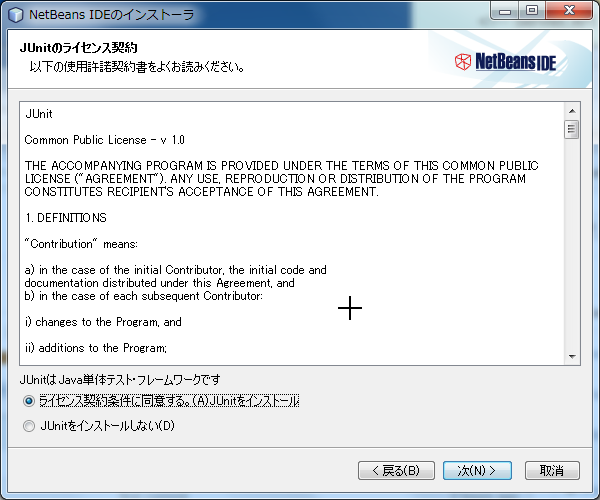 NetBeans IDEのインストーラ
JUnitのライセンス契約
以下の使用許諾契約書をよくお読みください。
NetBeans IDE
JUnit
Common Public License - v 1.0
THE ACCOMPANYING PROGRAM IS PROVIDED UNDER THE TERMS OF THIS COMMON PUBLIC
LICENSE ("AGREEMENT"). ANY USE, REPRODUCTION OR DISTRIBUTION OF THE PROGRAM
CONSTITUTES RECIPIENT'S ACCEPTANCE OF THIS AGREEMENT.
1. DEFINITIONS
"Contribution" means:
a) in the case of the initial Contributor, the initial code and
documentation distributed under this Agreement, and
b) in the case of each subsequent Contributor:
i) changes to the Program, and
ii) additions to the Program;
JUnitは Java単体テスト・フレームワークです
ライセンス契約条件に同意する。(A)JUnitをインストール
JUnitをインストールしない(D)
< 戻る(B)
次(N) >
取消